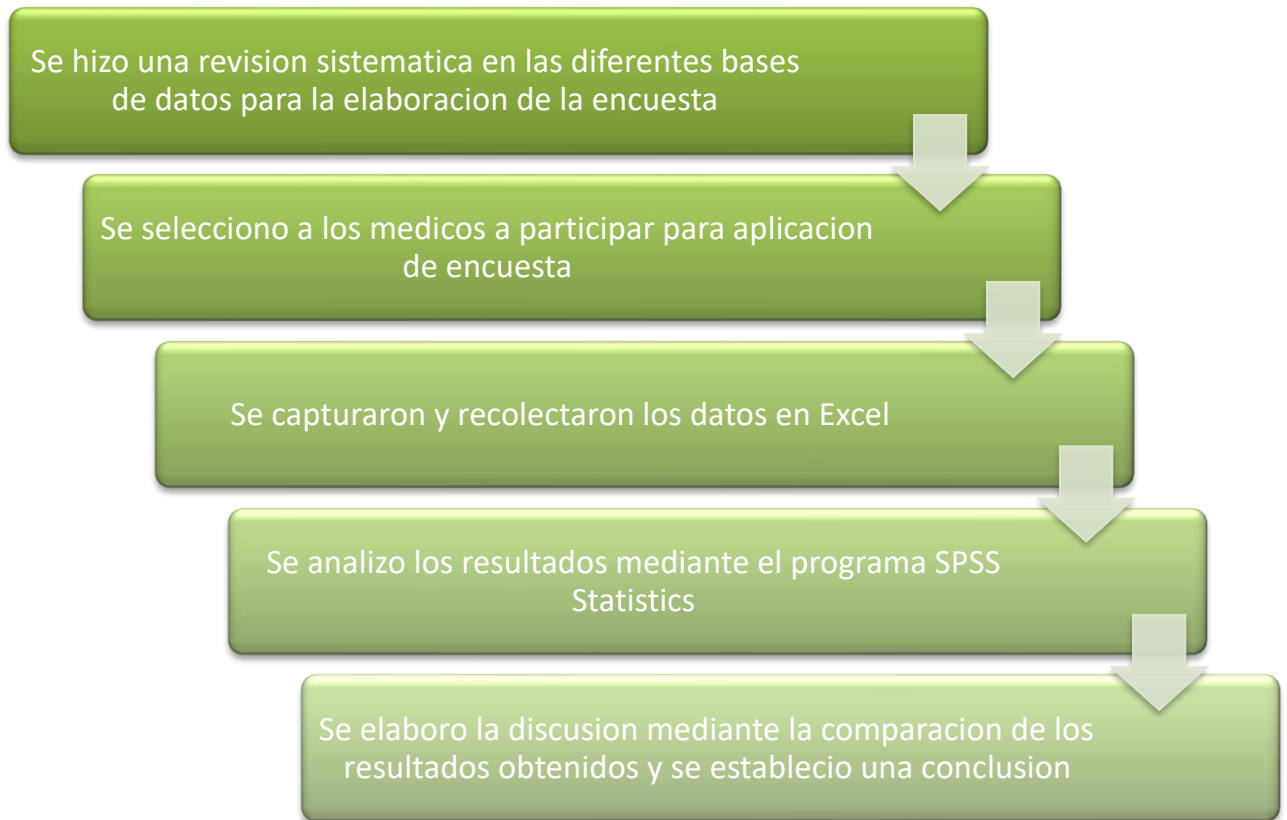 Se hizo una revision sistematica en las diferentes bases
de datos para la elaboracion de la encuesta
Se selecciono a los medicos a participar para aplicacion
de encuesta
Se capturaron y recolectaron los datos en Excel
Se analizo los resultados mediante el programa SPSS
Statistics
Se elaboro la discusion mediante la comparacion de los
resultados obtenidos y se establecio una conclusion